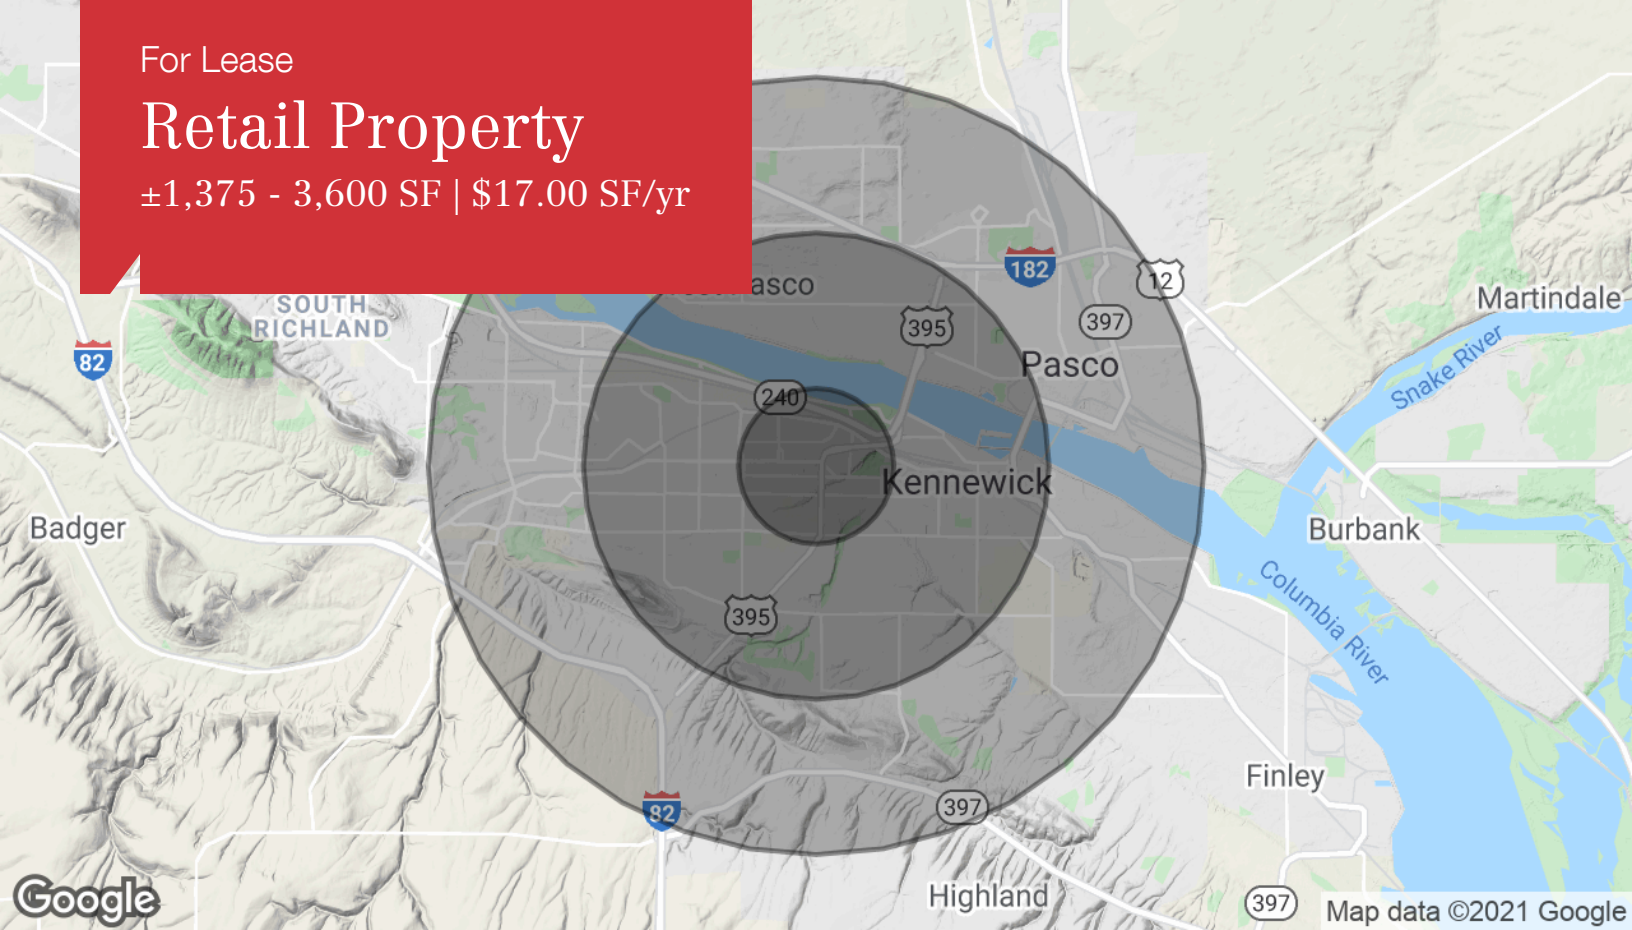 For Lease
Retail Property
±1,375 - 3,600 SF | $17.00 SF/yr
182
12
asco
SOUTH
RICHLAND
Martindale
395
397
82
Pasco
Snake River
240
Kennewick
Badger
Burbank
Columbia River
395
Finley
82
397
Highland
397
Google
Map data ©2021 Google